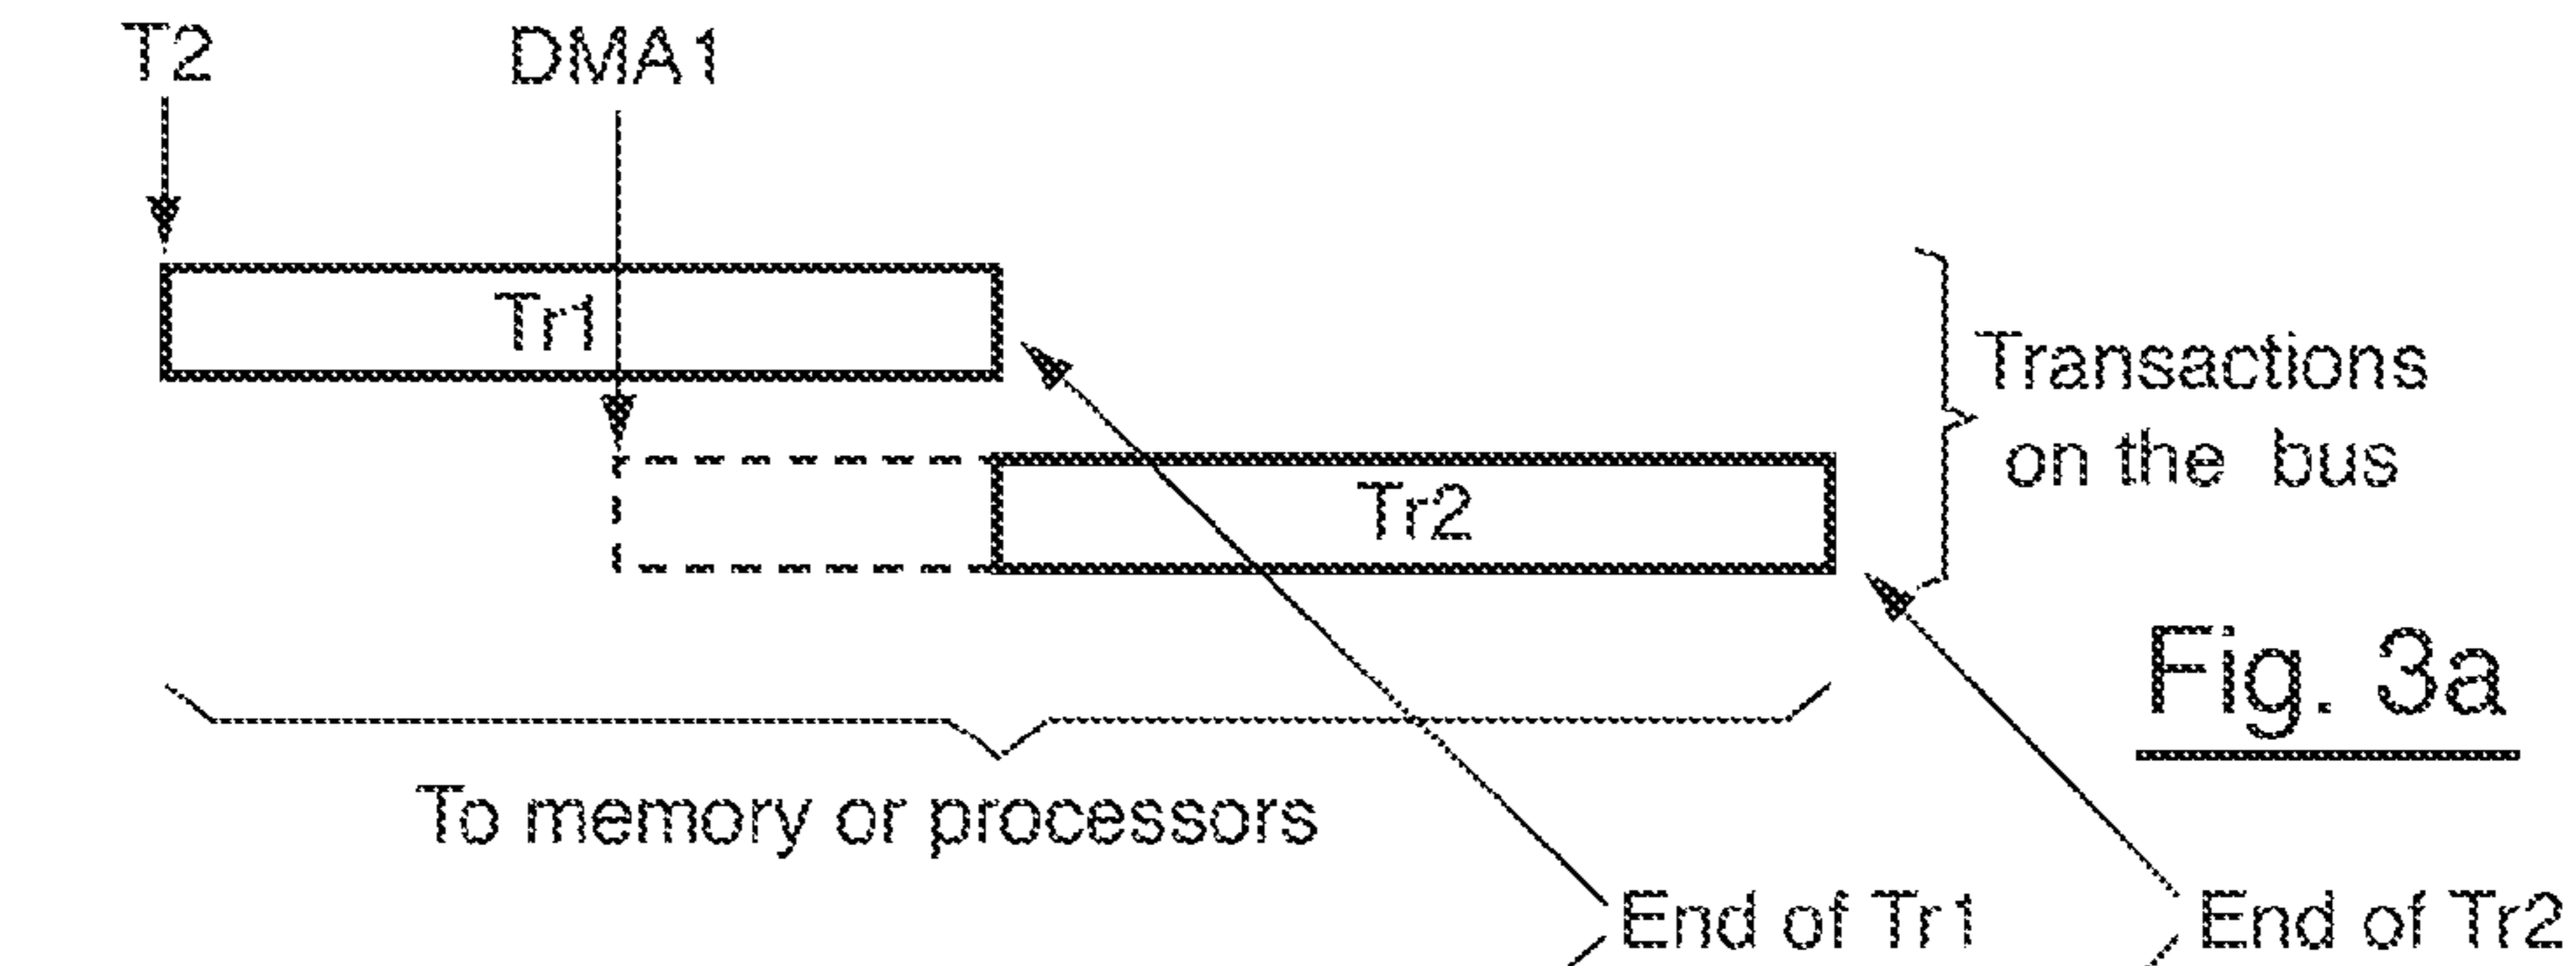 T2
DMA1
Tr1
Transactions
on the bus
Tr2
Fig. 3a
To memory or processors
End of Tr1
End of Tr2